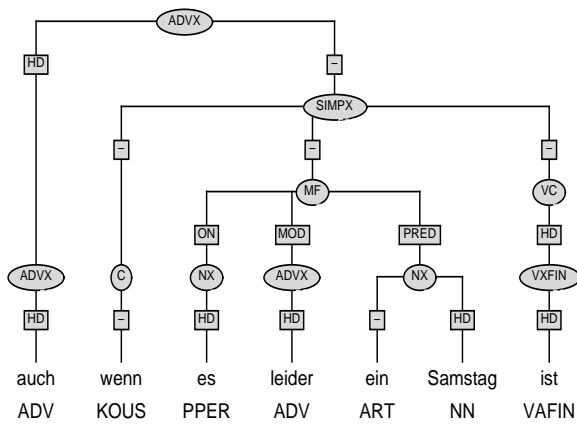 ADVX
HD –
SIMPX
– – –
MF VC
ON MOD PRED HD
ADVX C NX ADVX NX VXFIN
HD – HD HD – HD HD
auch wenn es leider ein Samstag ist
ADV KOUS PPER ADV ART NN VAFIN